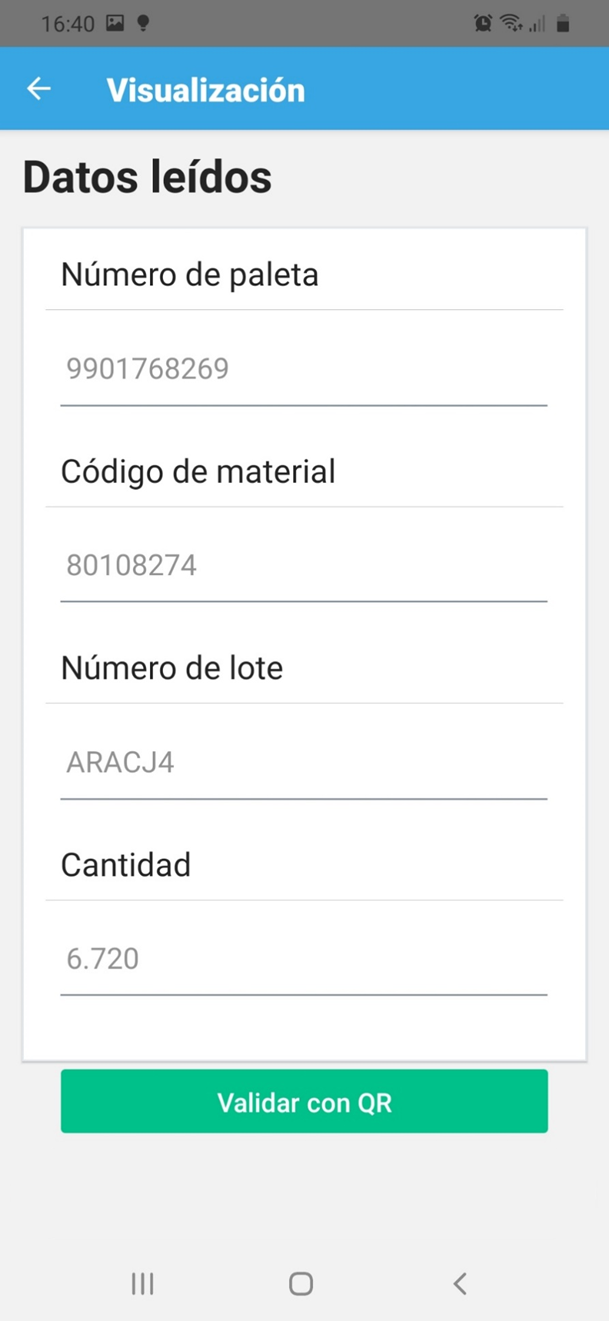 16:40
Visualización
Datos leídos
Número de paleta
9901768269
Código de material
80108274
Número de lote
ARACJ4
Cantidad
6.720
Validar con QR